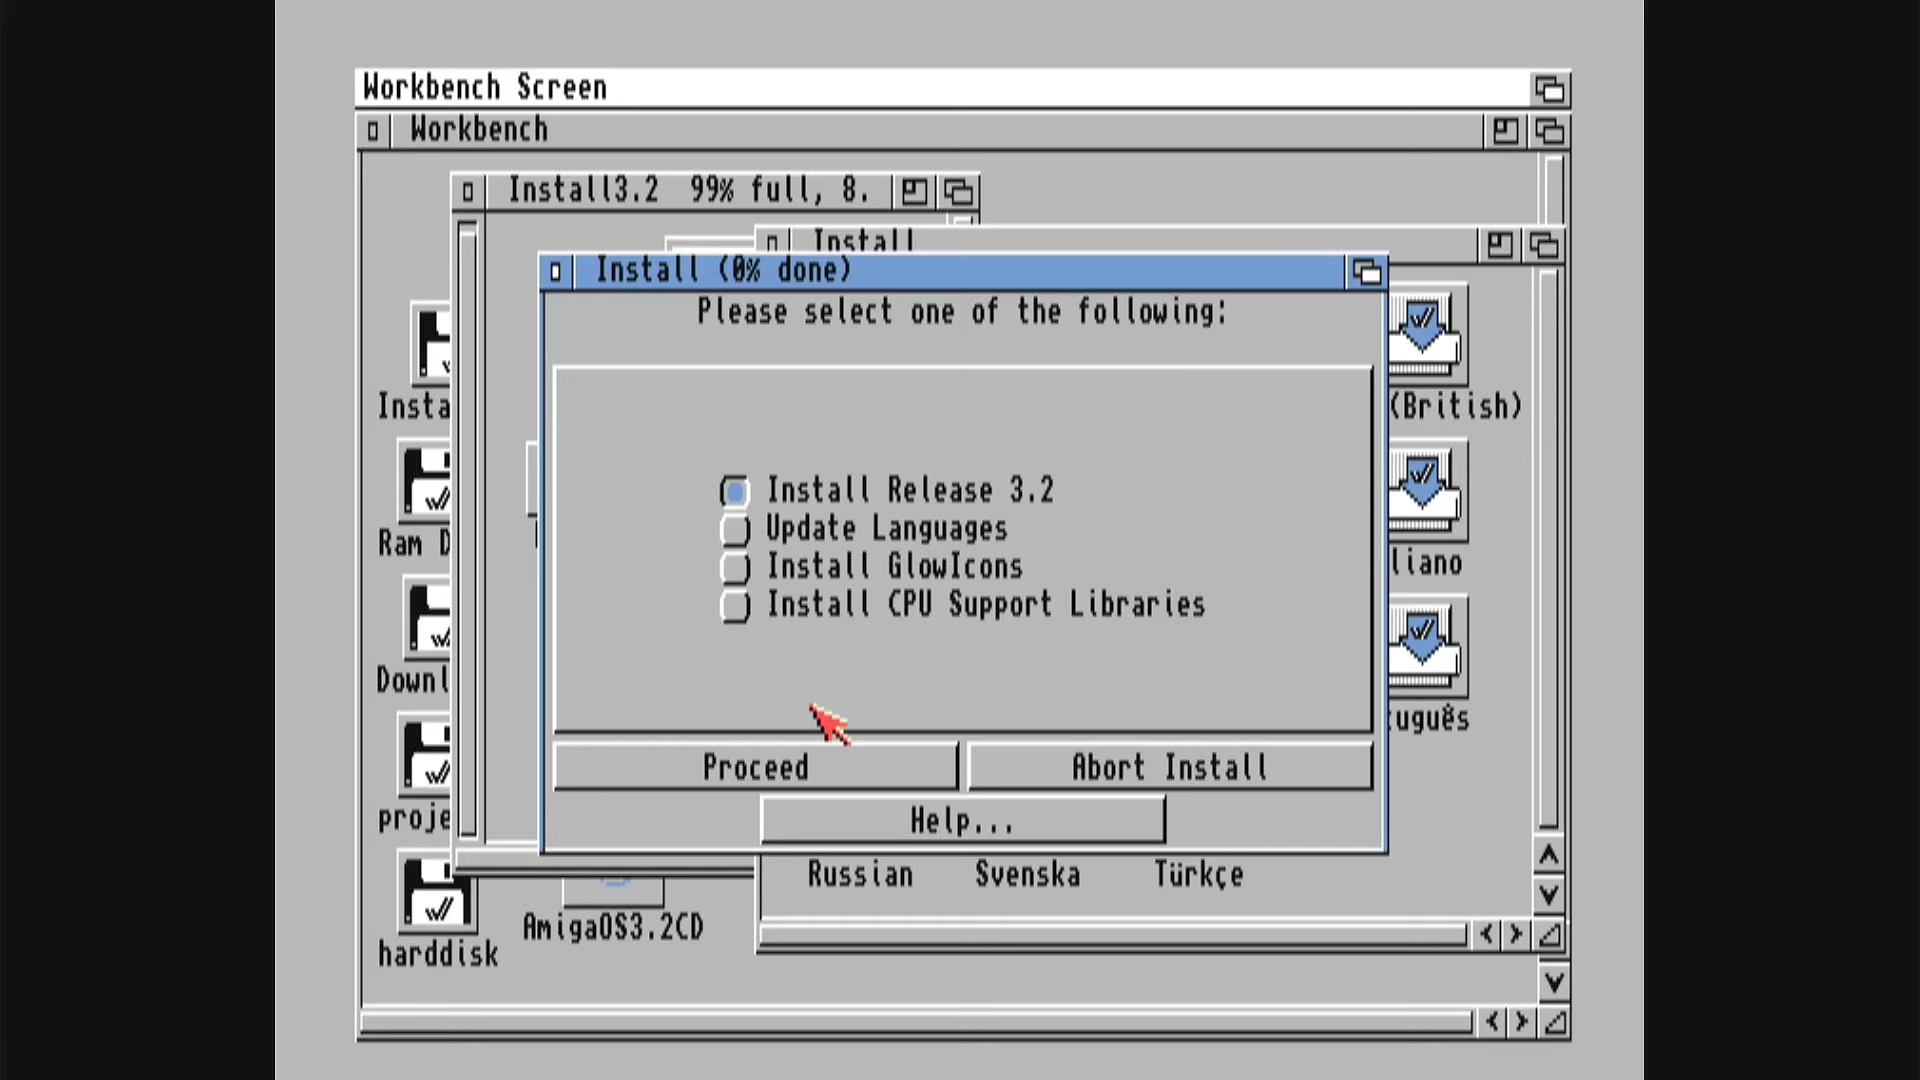 Workbench Screen
Workbench
Install3.2 99% full, 8.
Install
Install (0% done)
Please select one of the following:
Install Release 3.2
Update Languages
Install GlowIcons
Install CPU Support Libraries
Proceed
Abort Install
Help...
Insta
Ram D
Downl
proje
harddisk
AmigaOS3.2CD
(British)
liano
tuguês
Russian
Svenska
Türkçe